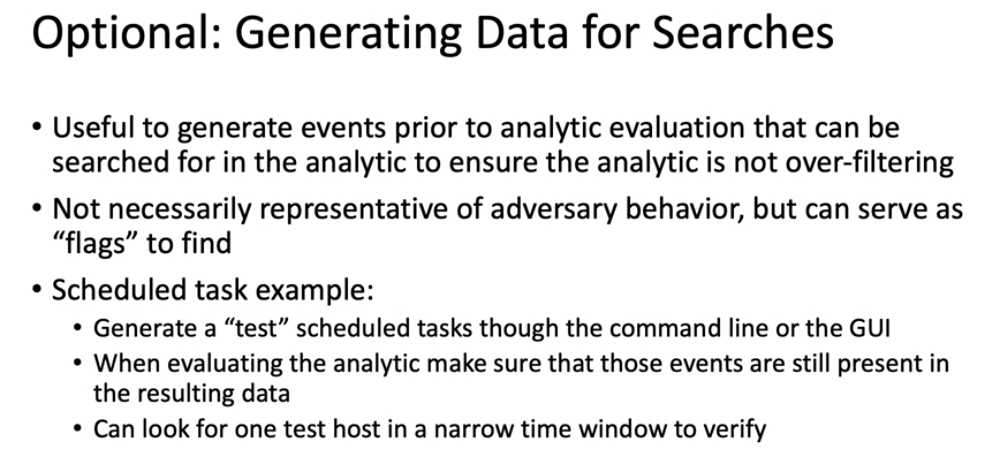 Optional: Generating Data for Searches
• Useful to generate events prior to analytic evaluation that can be
searched for in the analytic to ensure the analytic is not over-filtering
• Not necessarily representative of adversary behavior, but can serve as
“flags” to find
• Scheduled task example:
• Generate a “test” scheduled tasks though the command line or the GUI
• When evaluating the analytic make sure that those events are still present in
the resulting data
• Can look for one test host in a narrow time window to verify